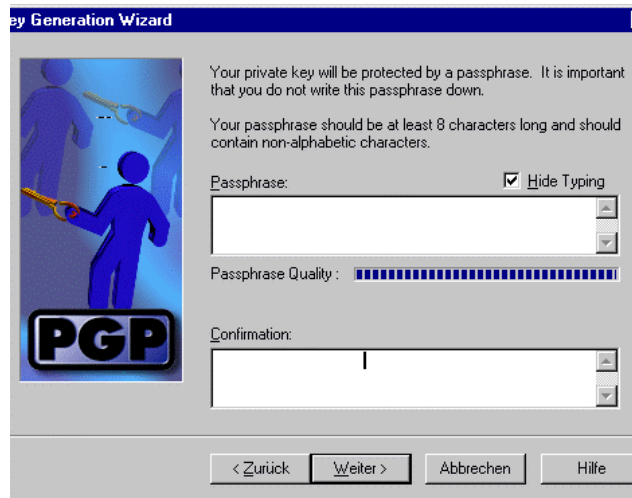 ey Generation Wizard
Your private key will be protected by a passphrase. It is important
that you do not write this passphrase down.
Your passphrase should be at least 8 characters long and should
contain non-alphabetic characters.
Passphrase:
Hide Typing
Passphrase Quality :
PGP
Confirmation:
< Zurück
Weiter >
Abbrechen
Hilfe